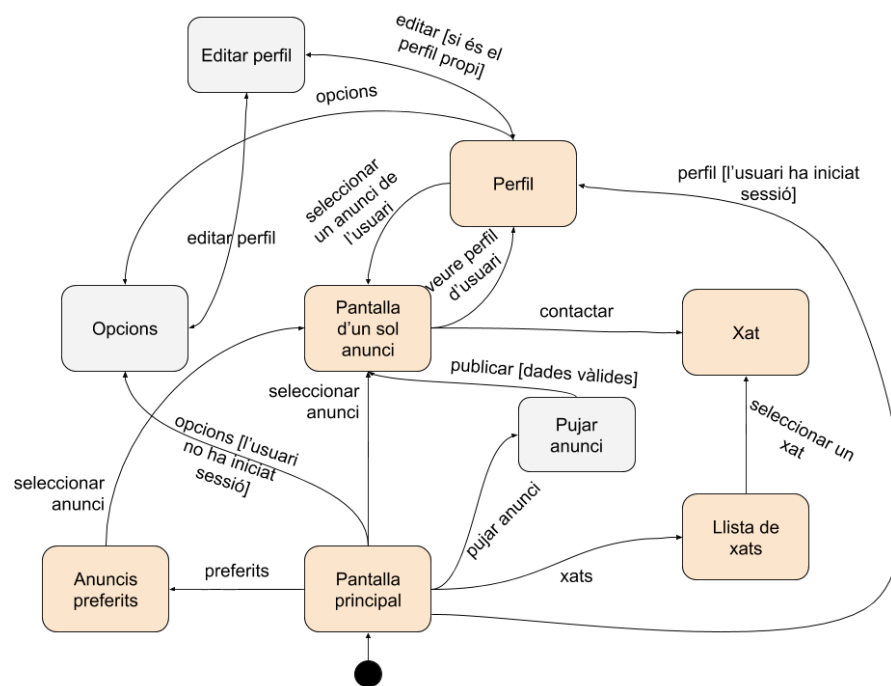 editar [si és el
perfil propi]
Editar perfil
opcions
Perfil
perfil [l'usuari ha iniciat
sessió]
seleccionar
un anunci de
l'usuari
editar perfil
veure perfil
d'usuari
Opcions
Pantalla
d'un sol
anunci
contactar
Xat
publicar [dades vàlides]
seleccionar
anunci
opcions [l'usuari
no ha iniciat
sessió]
Pujar
anunci
seleccionar un
xat
seleccionar
anunci
pujar anunci
Llista de
xats
Anuncis
preferits
preferits
Pantalla
principal
xats